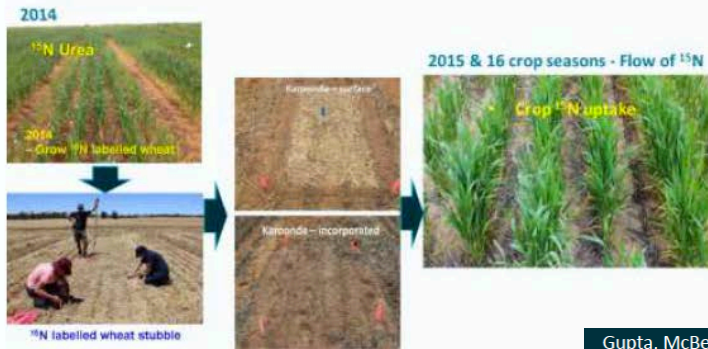 2014
¹⁵N Urea
2014
– Grow ¹⁵N labelled wheat
¹⁵N labelled wheat stubble
Karoonda – surface
Karoonda – incorporated
2015 & 16 crop seasons - Flow of ¹⁵N
Crop ¹⁵N uptake
Gupta, McBe